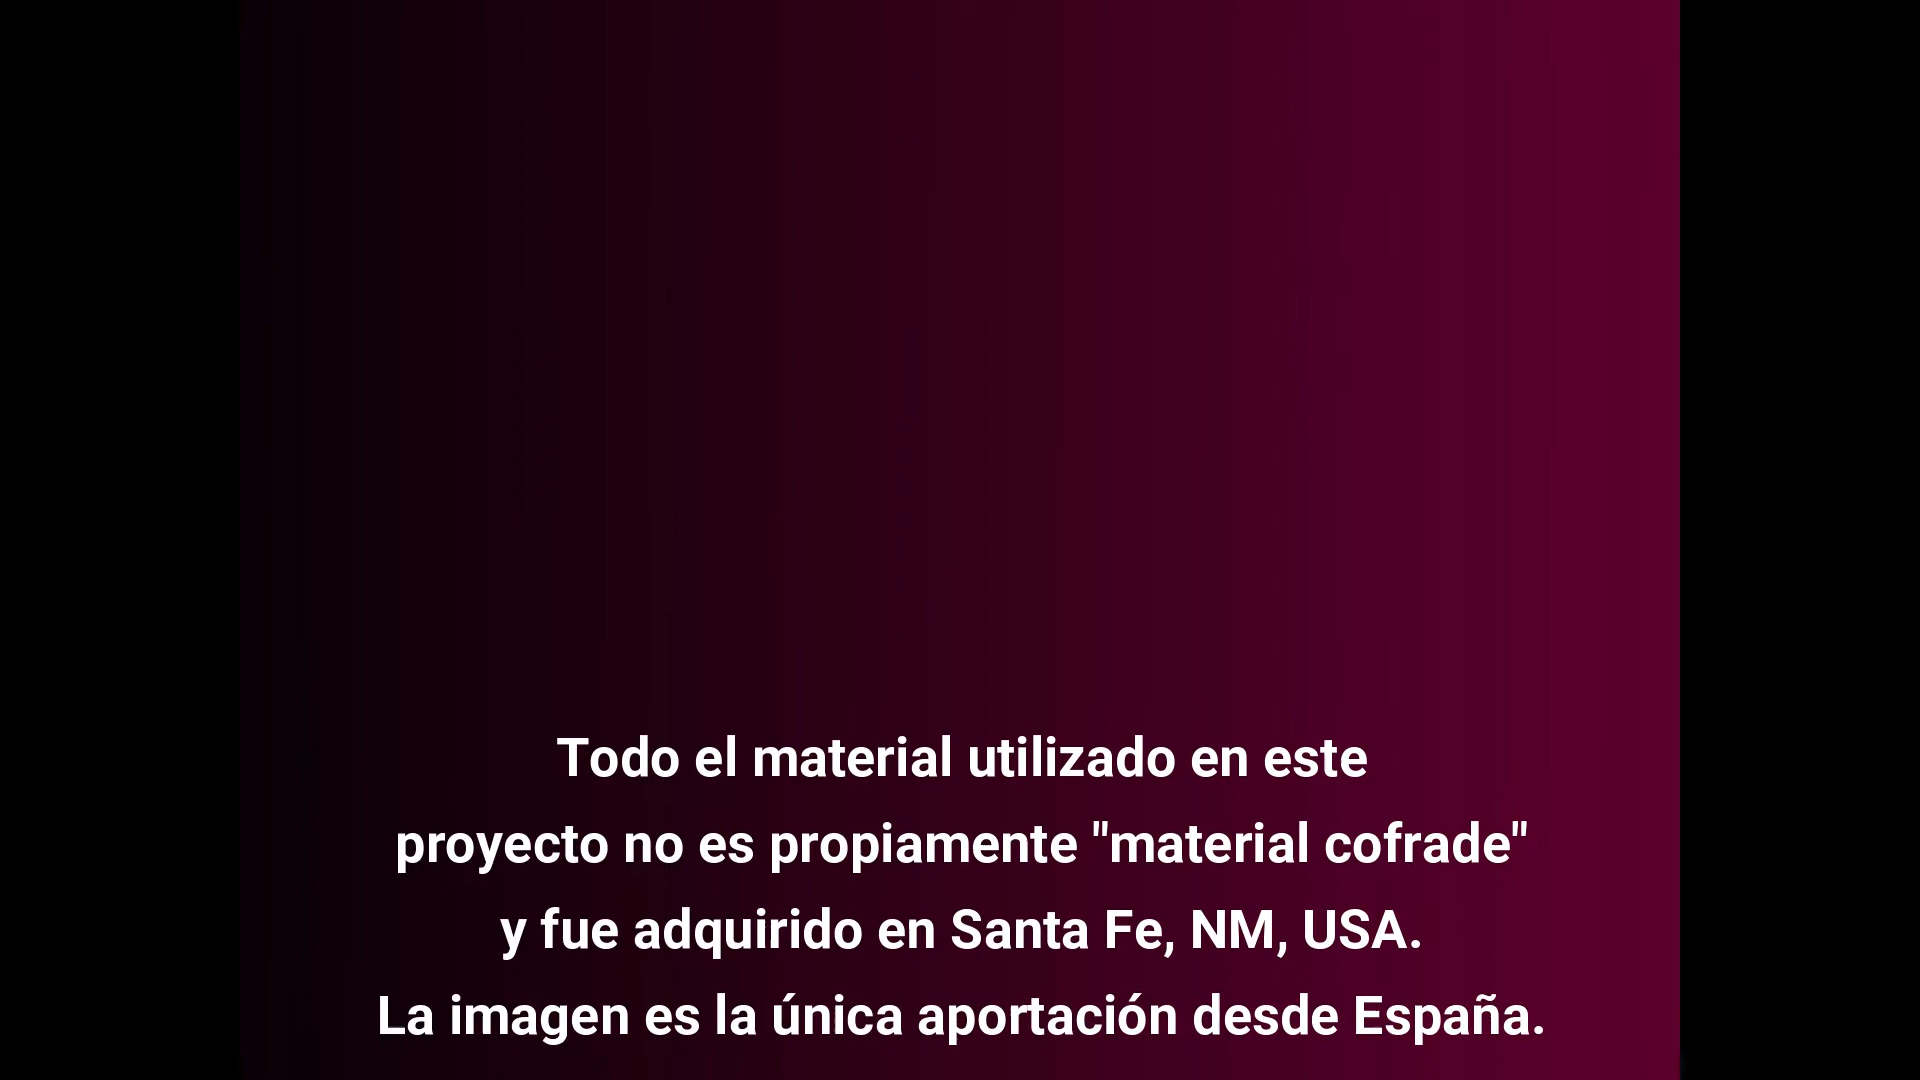 Todo el material utilizado en este
proyecto no es propiamente "material cofrade"
y fue adquirido en Santa Fe, NM, USA.
La imagen es la única aportación desde España.